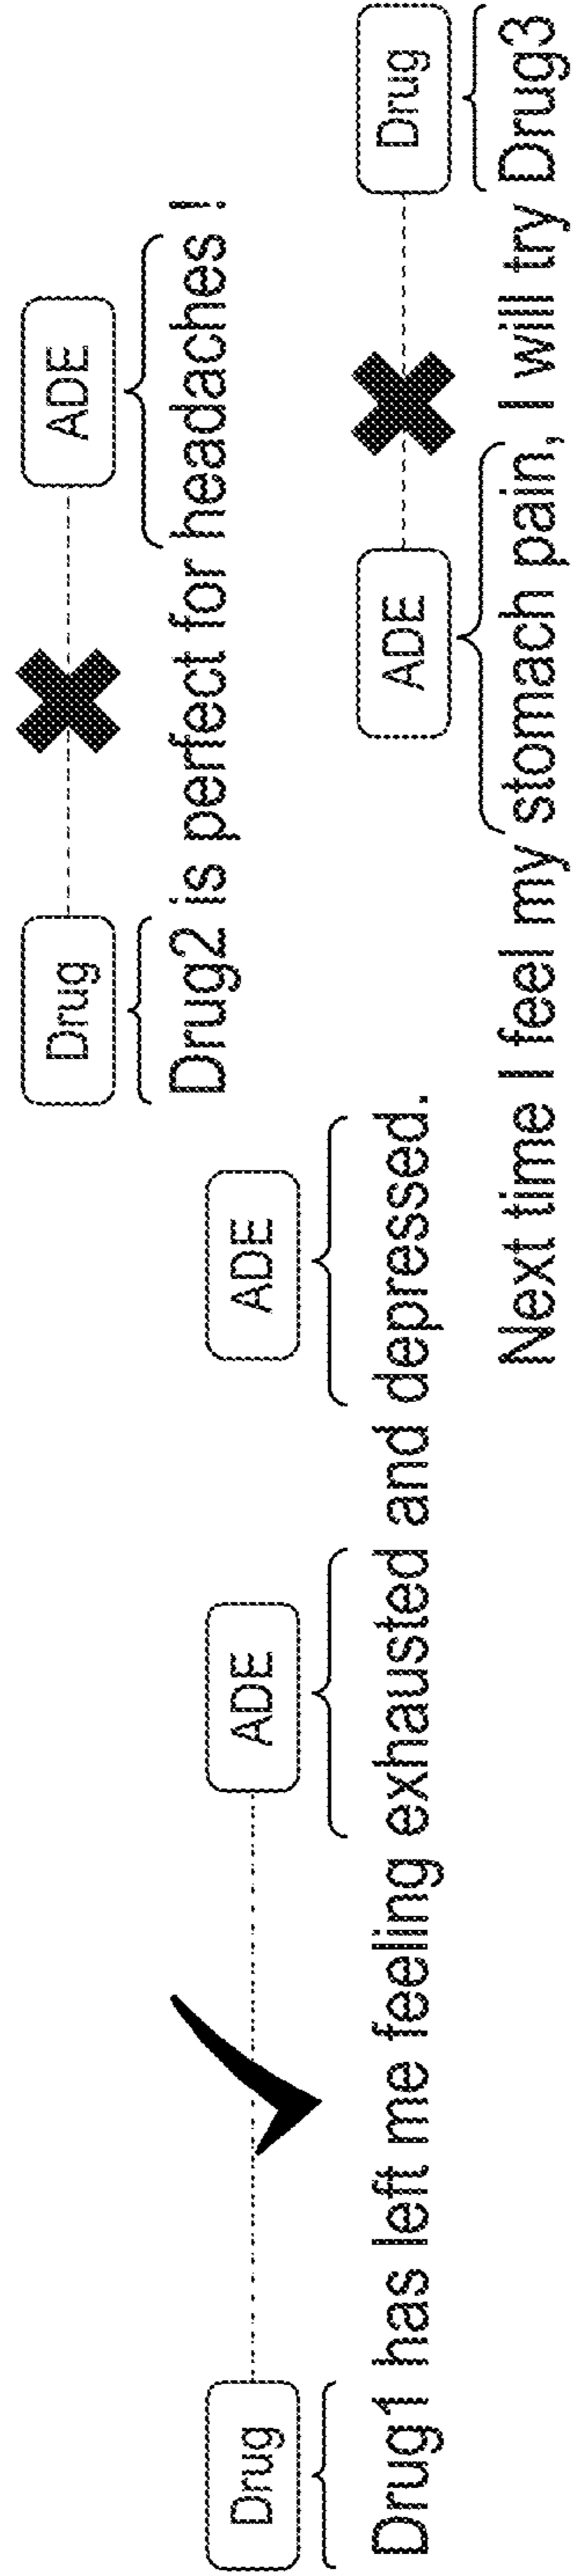 Drug ADE
Drug2 is perfect for headaches !
Drug ADE ADE
Drug1 has left me feeling exhausted and depressed.
ADE Drug
Next time I feel my stomach pain, I will try Drug3